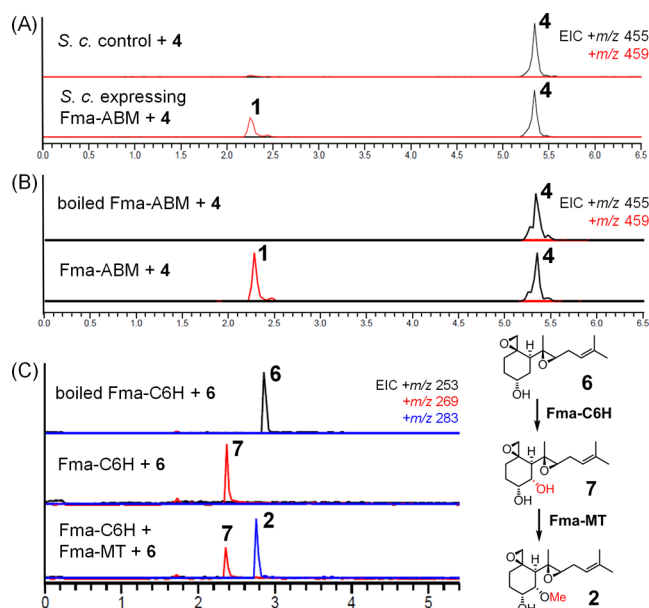 (A)
S. c. control + 4
4
EIC +m/z 455
+m/z 459
S. c. expressing
Fma-ABM + 4
1
4
0.0 0.5 1.0 1.5 2.0 2.5 3.0 3.5 4.0 4.5 5.0 5.5 6.0 6.5
(B)
boiled Fma-ABM + 4
4
EIC +m/z 455
+m/z 459
Fma-ABM + 4
1
4
0.0 0.5 1.0 1.5 2.0 2.5 3.0 3.5 4.0 4.5 5.0 5.5 6.0 6.5
(C)
boiled Fma-C6H + 6
6
EIC +m/z 253
+m/z 269
+m/z 283
Fma-C6H + 6
7
Fma-C6H +
Fma-MT + 6
7
2
0 1 2 3 4 5
O
H
O
OH
6
Fma-C6H
O
H
O
OH
OH
7
Fma-MT
O
H
O
OMe
OH
2